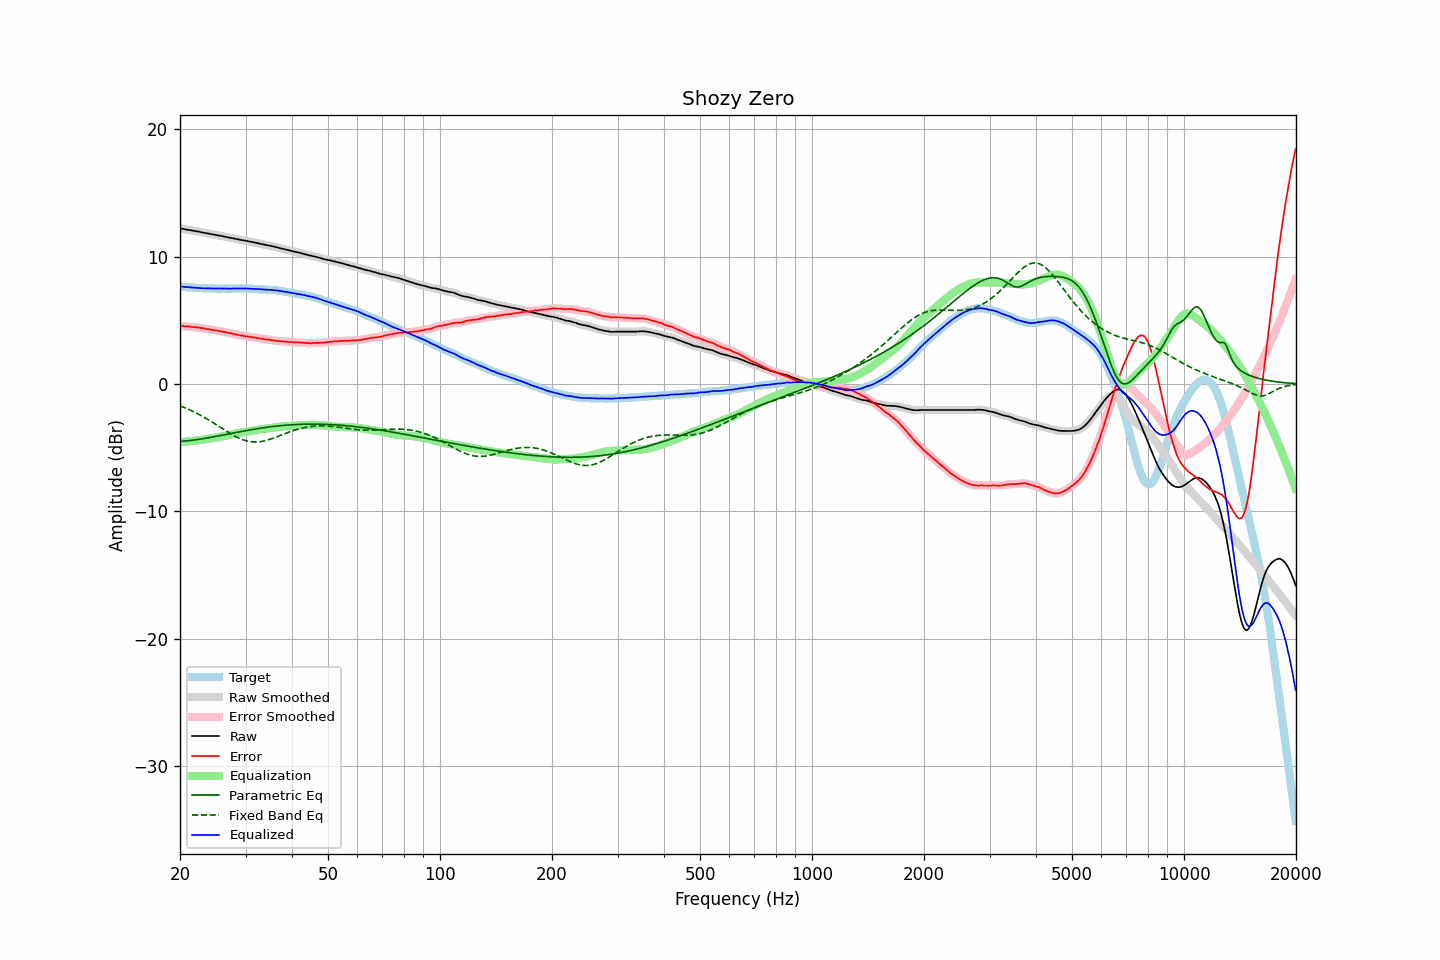 Shozy Zero
20
10
0
−10
−20
−30
Amplitude (dBr)
Target
Raw Smoothed
Error Smoothed
Raw
Error
Equalization
Parametric Eq
Fixed Band Eq
Equalized
20 50 100 200 500 1000 2000 5000 10000 20000
Frequency (Hz)